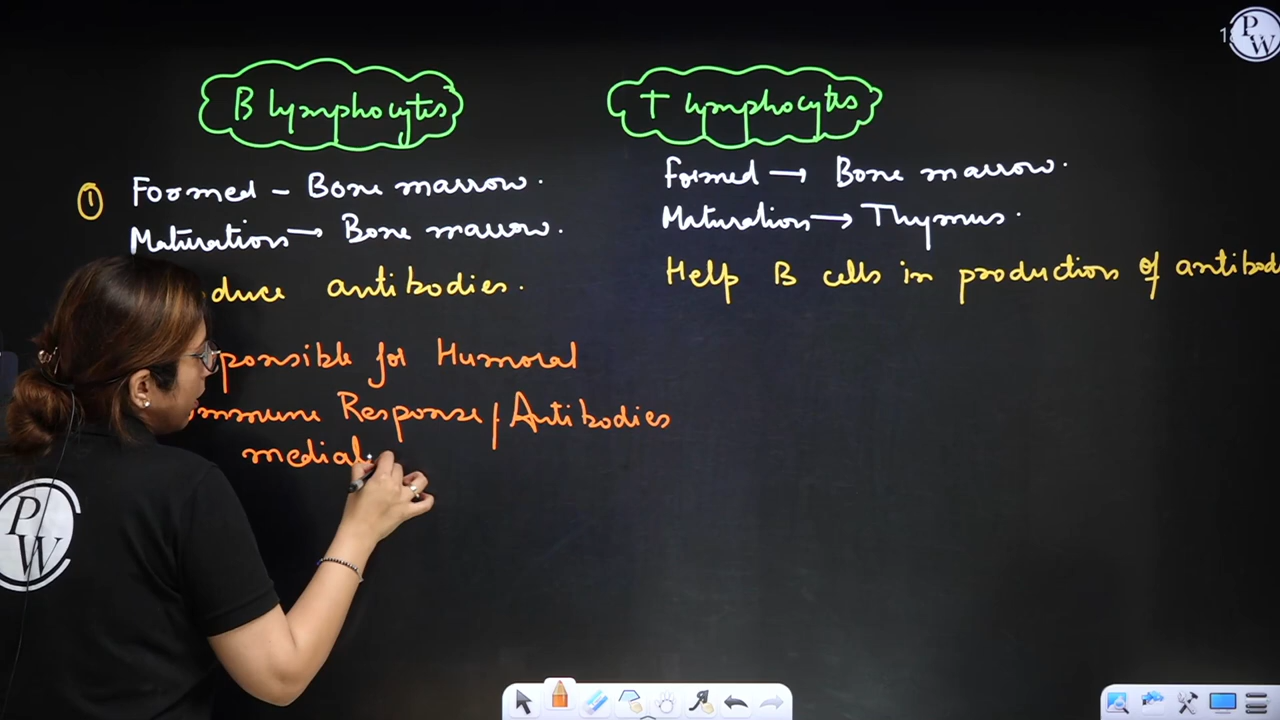 B lymphocytes
T lymphocytes
① Formed - Bone marrow.
Maturation → Bone marrow.
duce antibodies.
ponsible for Humoral
mmune Response / Antibodies
media
Formed → Bone marrow.
Maturation → Thymus.
Help B cells in production of antibod
PW
PW